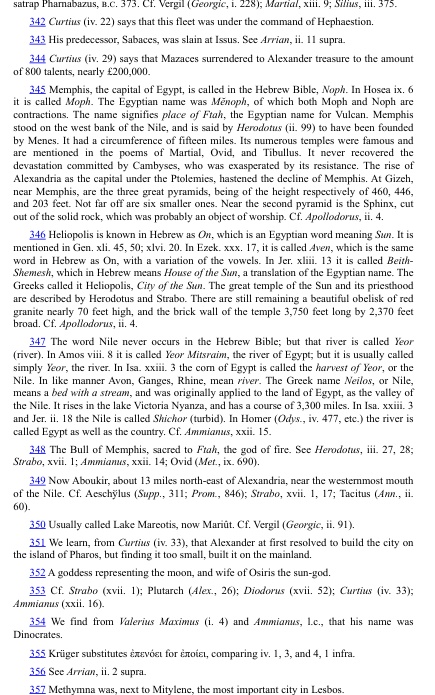 satrap Pharnabazus, B.C. 373. Cf. Vergil (Georgic, i. 228); Martial, xiii. 9; Silius, iii. 375.
342 Curtius (iv. 22) says that this fleet was under the command of Hephaestion.
343 His predecessor, Sabaces, was slain at Issus. See Arrian, ii. 11 supra.
344 Curtius (iv. 29) says that Mazaces surrendered to Alexander treasure to the amount
of 800 talents, nearly £200,000.
345 Memphis, the capital of Egypt, is called in the Hebrew Bible, Noph. In Hosea ix. 6
it is called Moph. The Egyptian name was Mĕnoph, of which both Moph and Noph are
contractions. The name signifies place of Ftah, the Egyptian name for Vulcan. Memphis
stood on the west bank of the Nile, and is said by Herodotus (ii. 99) to have been founded
by Menes. It had a circumference of fifteen miles. Its numerous temples were famous and
are mentioned in the poems of Martial, Ovid, and Tibullus. It never recovered the
devastation committed by Cambyses, who was exasperated by its resistance. The rise of
Alexandria as the capital under the Ptolemies, hastened the decline of Memphis. At Gizeh,
near Memphis, are the three great pyramids, being of the height respectively of 460, 446,
and 203 feet. Not far off are six smaller ones. Near the second pyramid is the Sphinx, cut
out of the solid rock, which was probably an object of worship. Cf. Apollodorus, ii. 4.
346 Heliopolis is known in Hebrew as On, which is an Egyptian word meaning Sun. It is
mentioned in Gen. xli. 45, 50; xlvi. 20. In Ezek. xxx. 17, it is called Aven, which is the same
word in Hebrew as On, with a variation of the vowels. In Jer. xliii. 13 it is called Beith-
Shemesh, which in Hebrew means House of the Sun, a translation of the Egyptian name. The
Greeks called it Heliopolis, City of the Sun. The great temple of the Sun and its priesthood
are described by Herodotus and Strabo. There are still remaining a beautiful obelisk of red
granite nearly 70 feet high, and the brick wall of the temple 3,750 feet long by 2,370 feet
broad. Cf. Apollodorus, ii. 4.
347 The word Nile never occurs in the Hebrew Bible; but that river is called Yeor
(river). In Amos viii. 8 it is called Yeor Mitsraim, the river of Egypt; but it is usually called
simply Yeor, the river. In Isa. xxiii. 3 the corn of Egypt is called the harvest of Yeor, or the
Nile. In like manner Avon, Ganges, Rhine, mean river. The Greek name Neilos, or Nile,
means a bed with a stream, and was originally applied to the land of Egypt, as the valley of
the Nile. It rises in the lake Victoria Nyanza, and has a course of 3,300 miles. In Isa. xxiii. 3
and Jer. ii. 18 the Nile is called Shichor (turbid). In Homer (Odys., iv. 477, etc.) the river is
called Egypt as well as the country. Cf. Ammianus, xxii. 15.
348 The Bull of Memphis, sacred to Ftah, the god of fire. See Herodotus, iii. 27, 28;
Strabo, xvii. 1; Ammianus, xxii. 14; Ovid (Met., ix. 690).
349 Now Aboukir, about 13 miles north-east of Alexandria, near the westernmost mouth
of the Nile. Cf. Aeschȳlus (Supp., 311; Prom., 846); Strabo, xvii. 1, 17; Tacitus (Ann., ii.
60).
350 Usually called Lake Mareotis, now Mariût. Cf. Vergil (Georgic, ii. 91).
351 We learn, from Curtius (iv. 33), that Alexander at first resolved to build the city on
the island of Pharos, but finding it too small, built it on the mainland.
352 A goddess representing the moon, and wife of Osiris the sun-god.
353 Cf. Strabo (xvii. 1); Plutarch (Alex., 26); Diodorus (xvii. 52); Curtius (iv. 33);
Ammianus (xxii. 16).
354 We find from Valerius Maximus (i. 4) and Ammianus, l.c., that his name was
Dinocrates.
355 Krüger substitutes ἐπενόει for ἐποίει, comparing iv. 1, 3, and 4, 1 infra.
356 See Arrian, ii. 2 supra.
357 Methymna was, next to Mitylene, the most important city in Lesbos.